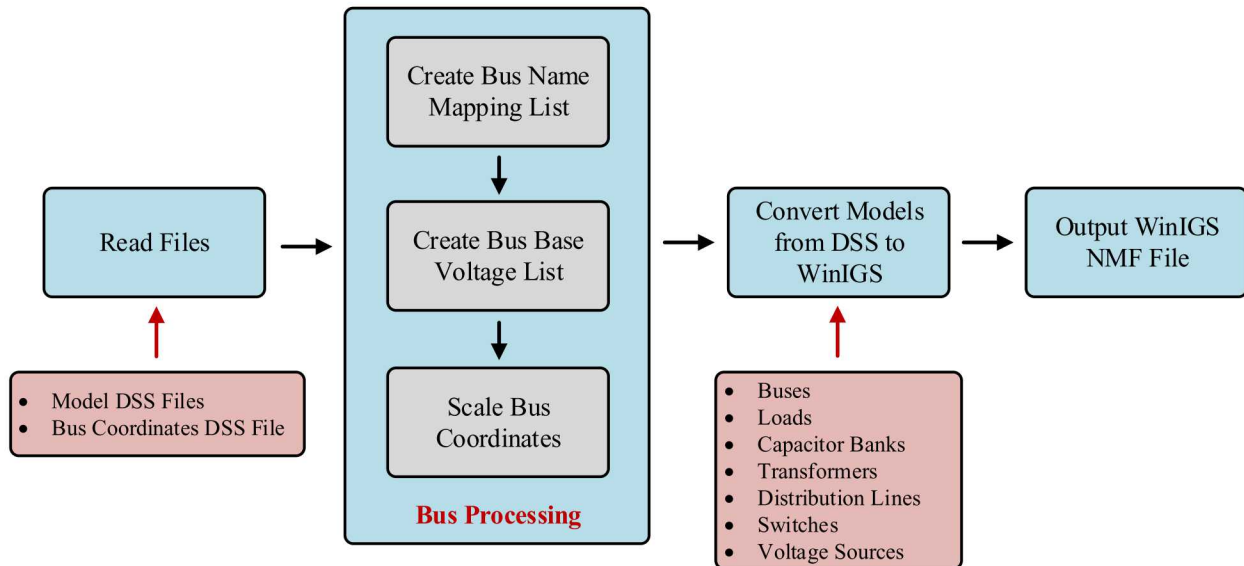 Read Files
• Model DSS Files
• Bus Coordinates DSS File
Create Bus Name
Mapping List
Create Bus Base
Voltage List
Scale Bus
Coordinates
Bus Processing
Convert Models
from DSS to
WinIGS
• Buses
• Loads
• Capacitor Banks
• Transformers
• Distribution Lines
• Switches
• Voltage Sources
Output WinIGS
NMF File